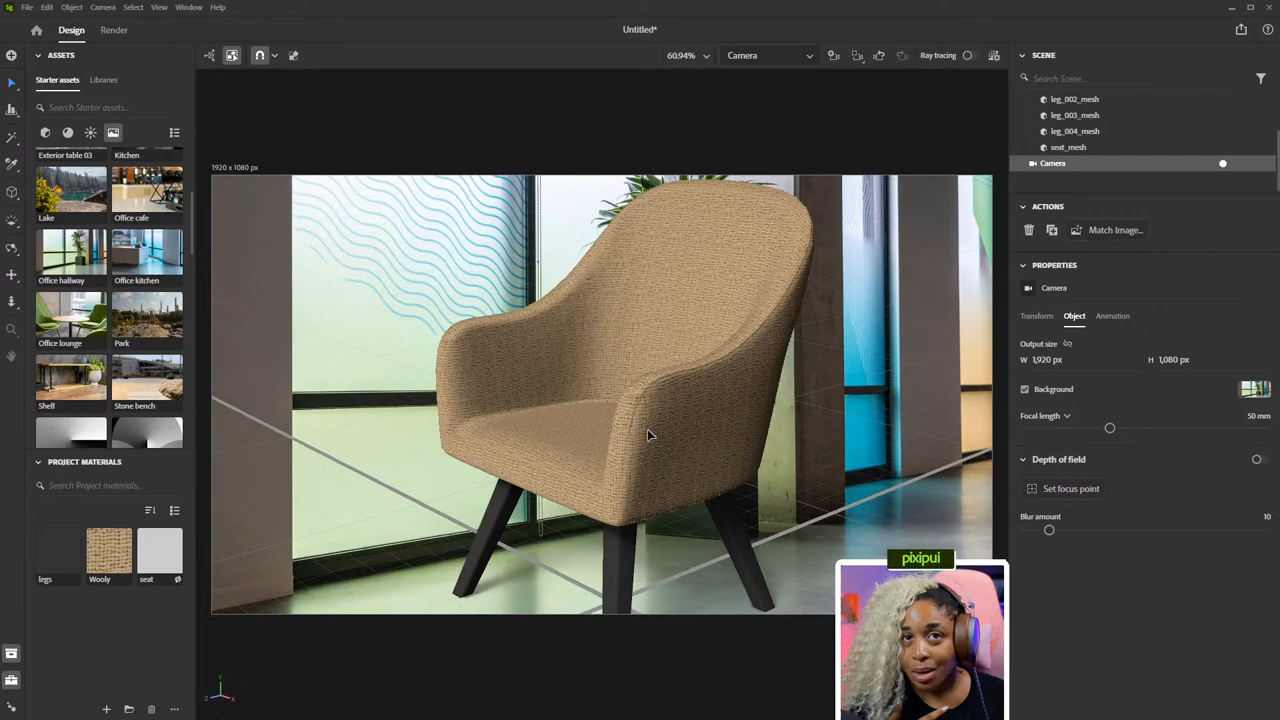 Sg File Edit Object Camera Select View Window Help
Design Render Untitled*
ASSETS
Starter assets Libraries
Search Starter assets...
Exterior table 03 Kitchen
Lake Office cafe
Office hallway Office kitchen
Office lounge Park
Shelf Stone bench
PROJECT MATERIALS
Search Project materials...
legs Wooly seat
60.94% Camera Ray tracing
1920 x 1080 px
Y
Z X
pixipui
SCENE
Search Scene...
leg_002_mesh
leg_003_mesh
leg_004_mesh
seat_mesh
Camera
ACTIONS
Match Image...
PROPERTIES
Camera
Transform Object Animation
Output size
W 1,920 px H 1,080 px
Background
Focal length 50 mm
Depth of field
Set focus point
Blur amount 10